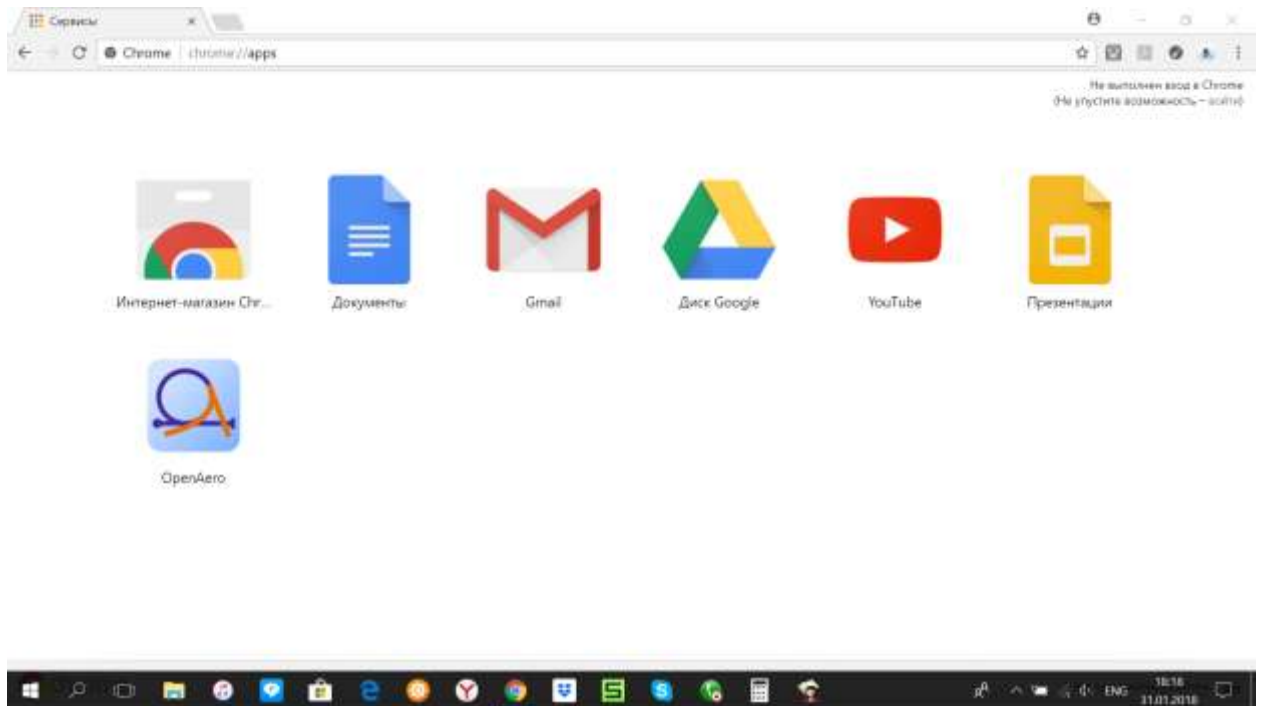 Сервисы
Chrome chrome://apps
Не выполнен вход в Chrome
(Не упустите возможность – войти)
Интернет-магазин Chr...
Документы
Gmail
Диск Google
YouTube
Презентации
OpenAero
ENG
18:18
31.01.2018